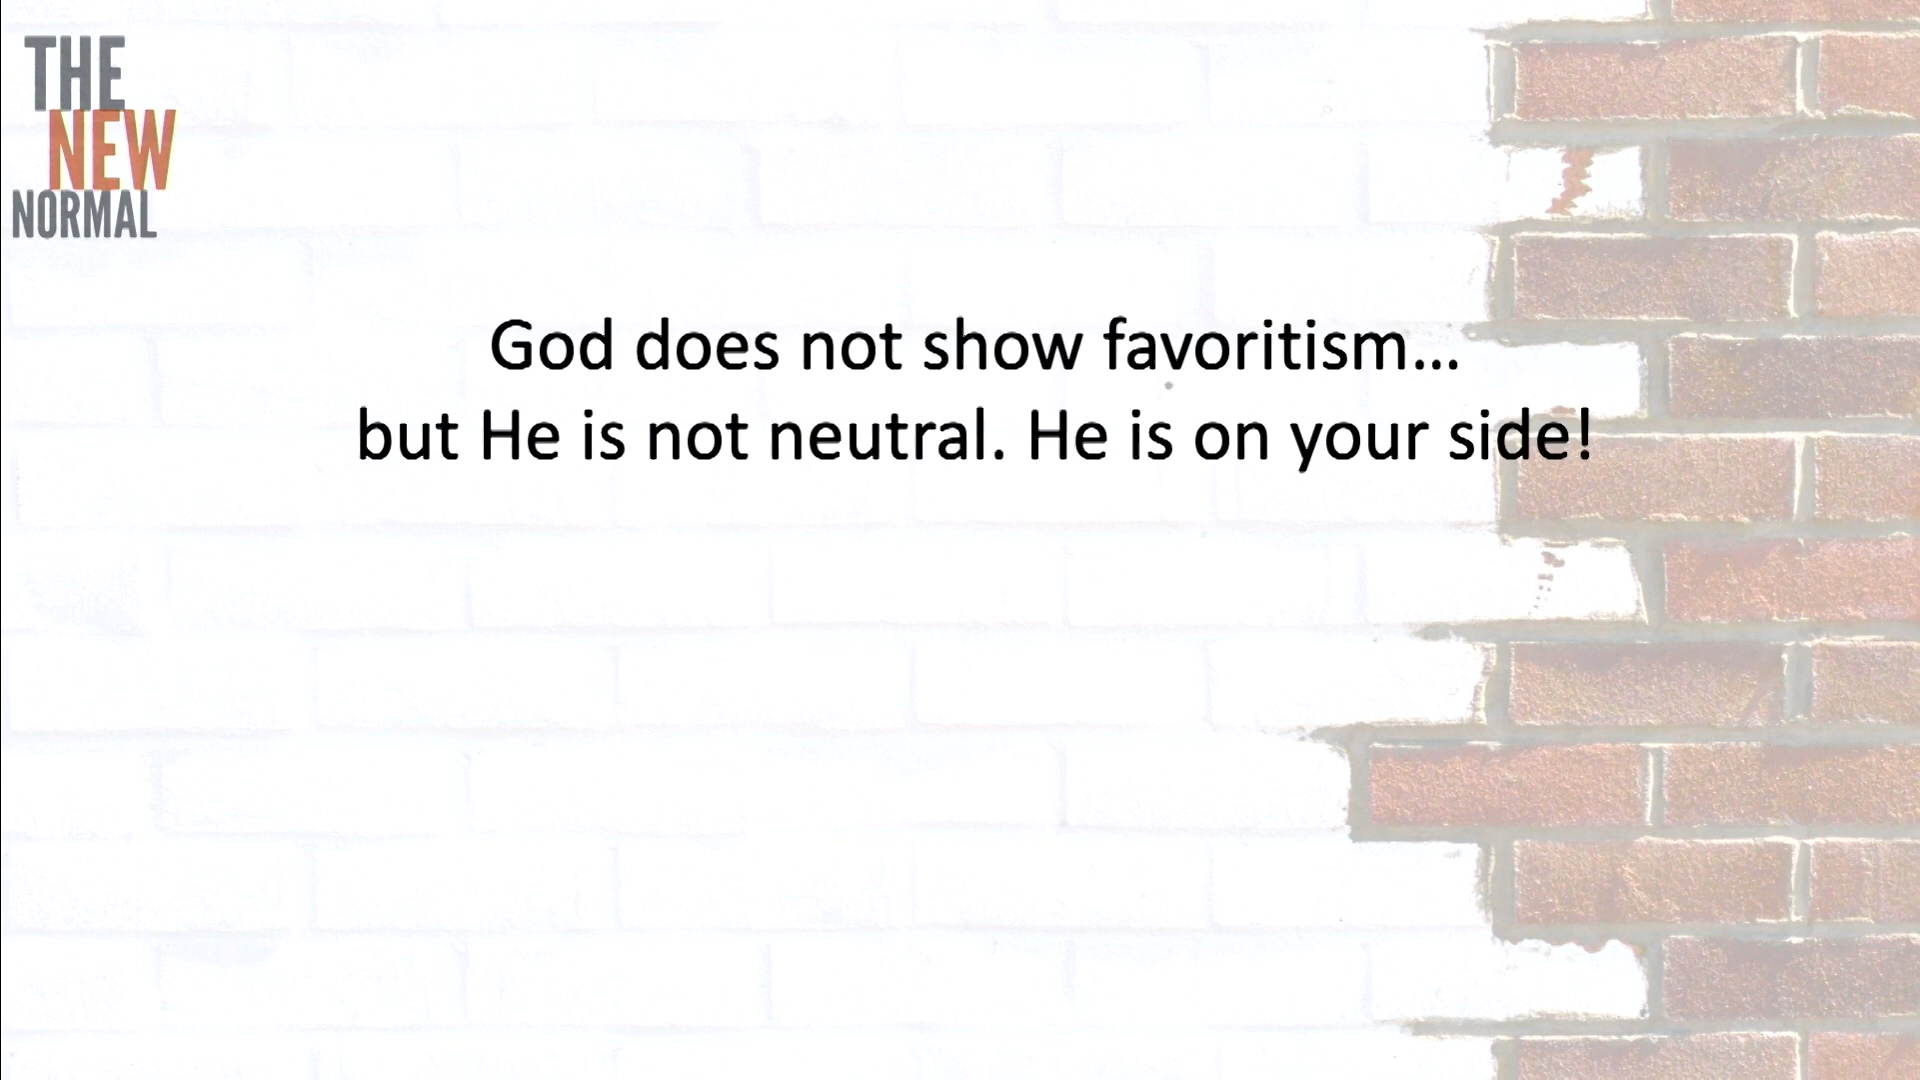 THE
NEW
NORMAL
God does not show favoritism...
but He is not neutral. He is on your side!